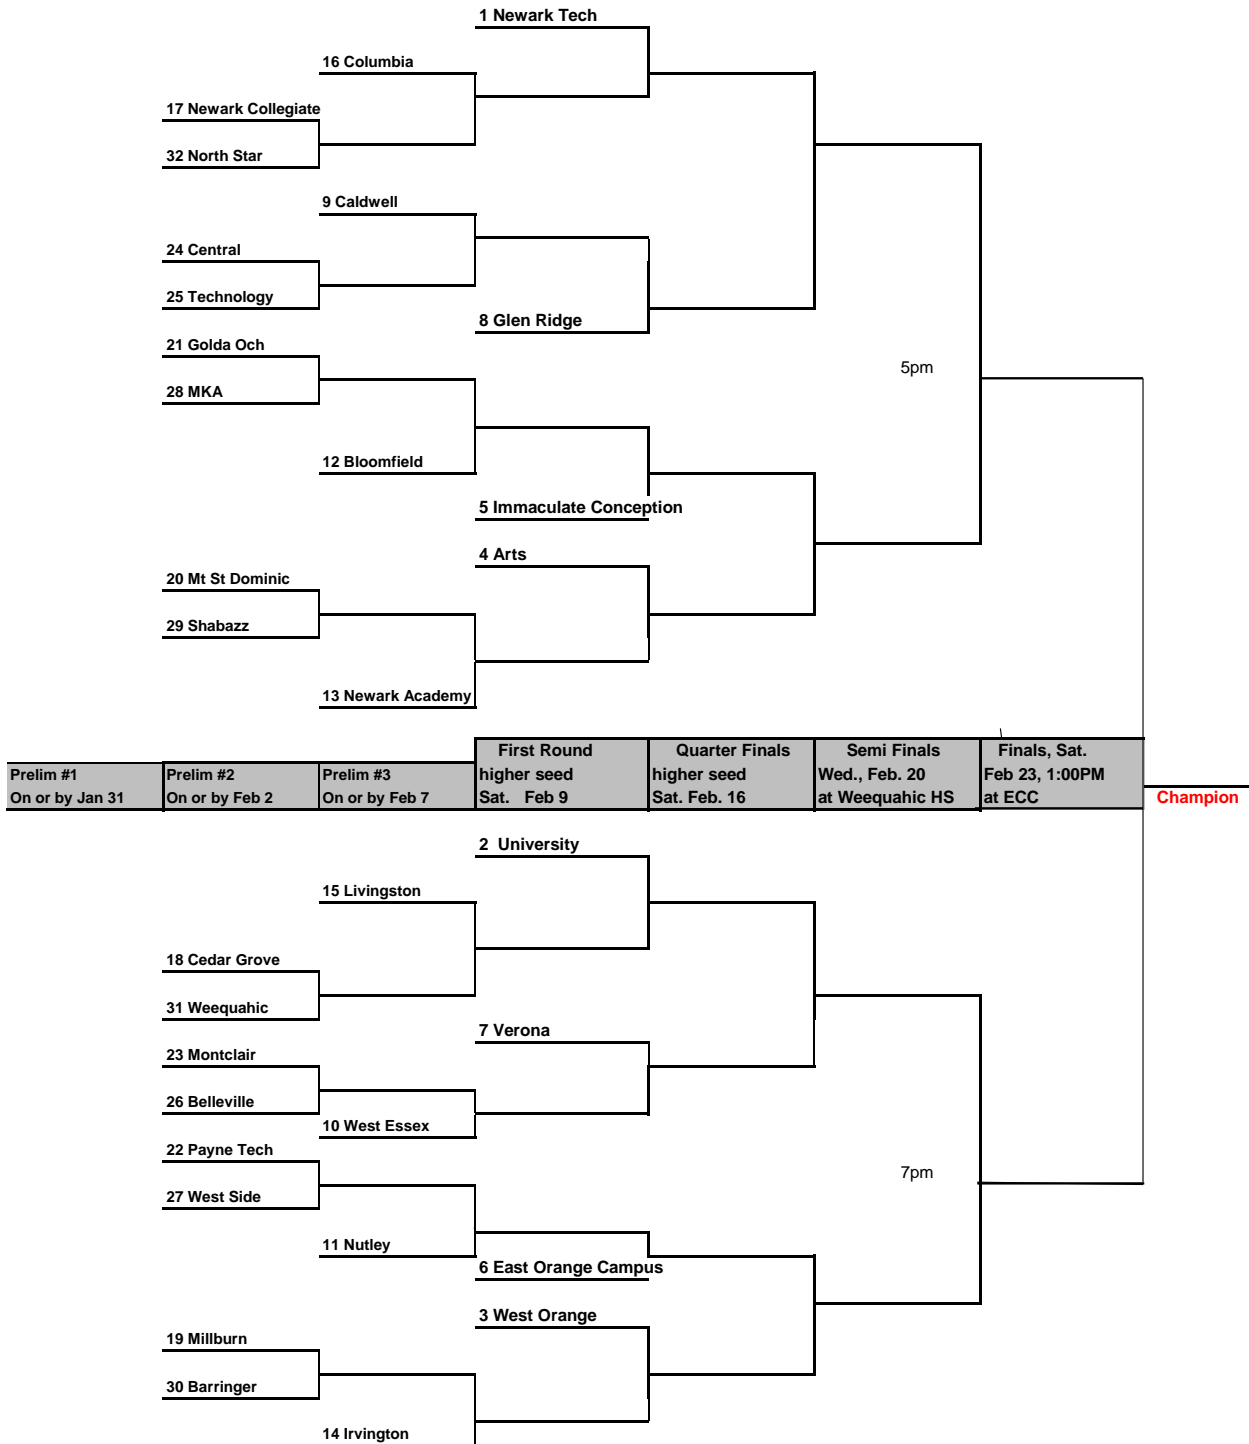 1 Newark Tech
16 Columbia
17 Newark Collegiate
32 North Star
9 Caldwell
24 Central
25 Technology
8 Glen Ridge
21 Golda Och
5pm
28 MKA
12 Bloomfield
5 Immaculate Conception
4 Arts
20 Mt St Dominic
29 Shabazz
13 Newark Academy
Prelim #1
On or by Jan 31
Prelim #2
On or by Feb 2
Prelim #3
On or by Feb 7
First Round
higher seed
Sat. Feb 9
Quarter Finals
higher seed
Sat. Feb. 16
Semi Finals
Wed., Feb. 20
at Weequahic HS
Finals, Sat.
Feb 23, 1:00PM
at ECC
Champion
2 University
15 Livingston
18 Cedar Grove
31 Weequahic
7 Verona
23 Montclair
26 Belleville
10 West Essex
22 Payne Tech
7pm
27 West Side
11 Nutley
6 East Orange Campus
3 West Orange
19 Millburn
30 Barringer
14 Irvington